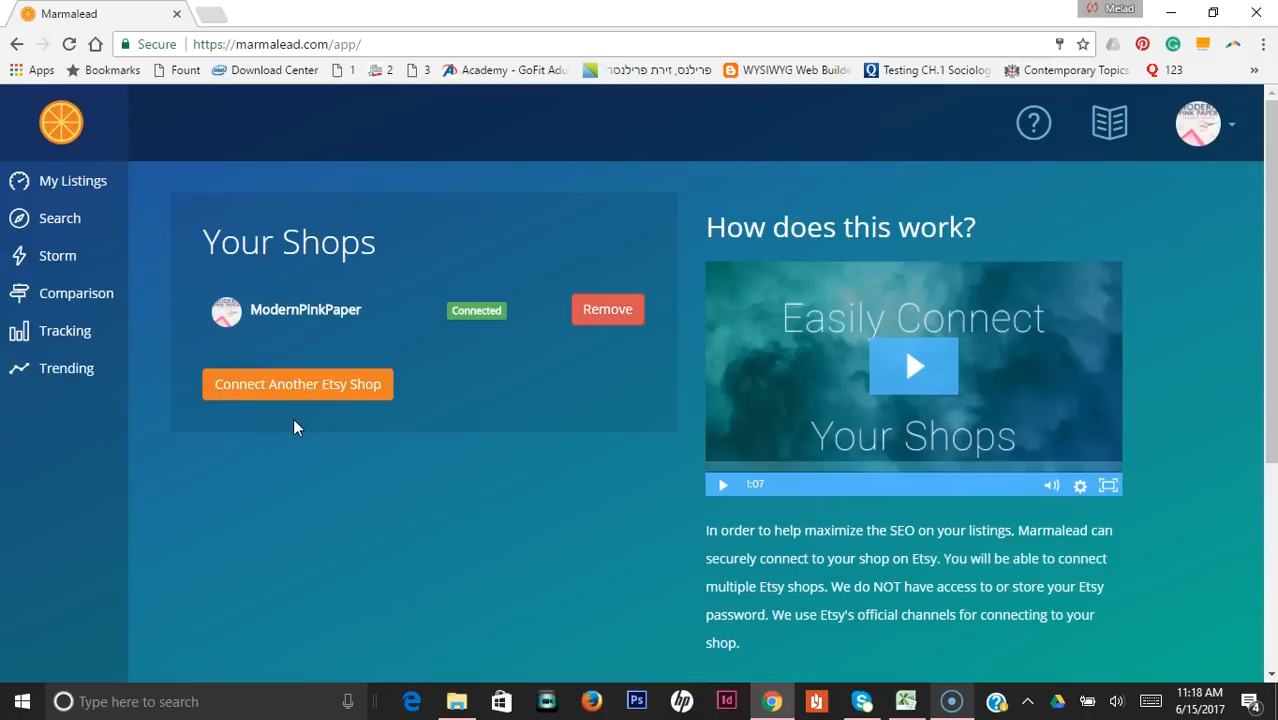 Marmalead
Melad
Secure https://marmalead.com/app/
Apps Bookmarks Fount Download Center 1 2 3 Academy - GoFit Adu פרילנס, זירת פרילנסר WYSIWYG Web Builde Testing CH.1 Sociolog Contemporary Topics 123 »
My Listings
Search
Storm
Comparison
Tracking
Trending
Your Shops
ModernPinkPaper Connected Remove
Connect Another Etsy Shop
How does this work?
Easily Connect
Your Shops
1:07
In order to help maximize the SEO on your listings, Marmalead can
securely connect to your shop on Etsy. You will be able to connect
multiple Etsy shops. We do NOT have access to or store your Etsy
password. We use Etsy's official channels for connecting to your
shop.
Type here to search
11:18 AM
6/15/2017
4